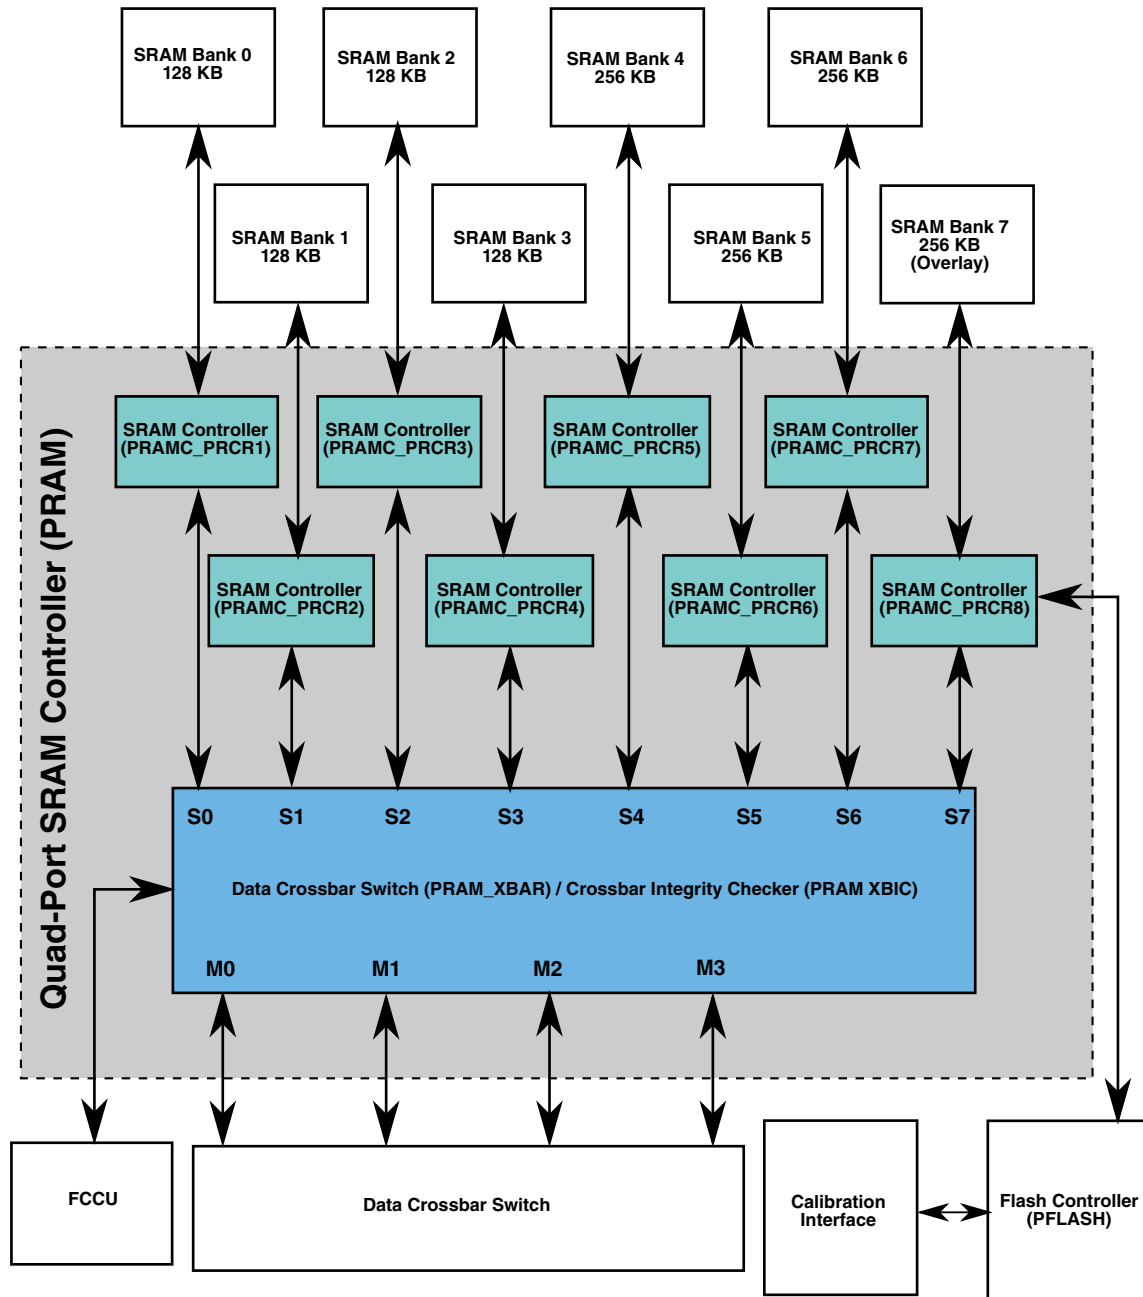 SRAM Bank 0
128 KB
SRAM Bank 2
128 KB
SRAM Bank 4
256 KB
SRAM Bank 6
256 KB
SRAM Bank 1
128 KB
SRAM Bank 3
128 KB
SRAM Bank 5
256 KB
SRAM Bank 7
256 KB
(Overlay)
Quad-Port SRAM Controller (PRAM)
SRAM Controller
(PRAMC_PRCR1)
SRAM Controller
(PRAMC_PRCR3)
SRAM Controller
(PRAMC_PRCR5)
SRAM Controller
(PRAMC_PRCR7)
SRAM Controller
(PRAMC_PRCR2)
SRAM Controller
(PRAMC_PRCR4)
SRAM Controller
(PRAMC_PRCR6)
SRAM Controller
(PRAMC_PRCR8)
S0 S1 S2 S3 S4 S5 S6 S7
Data Crossbar Switch (PRAM_XBAR) / Crossbar Integrity Checker (PRAM XBIC)
M0 M1 M2 M3
FCCU
Data Crossbar Switch
Calibration
Interface
Flash Controller
(PFLASH)